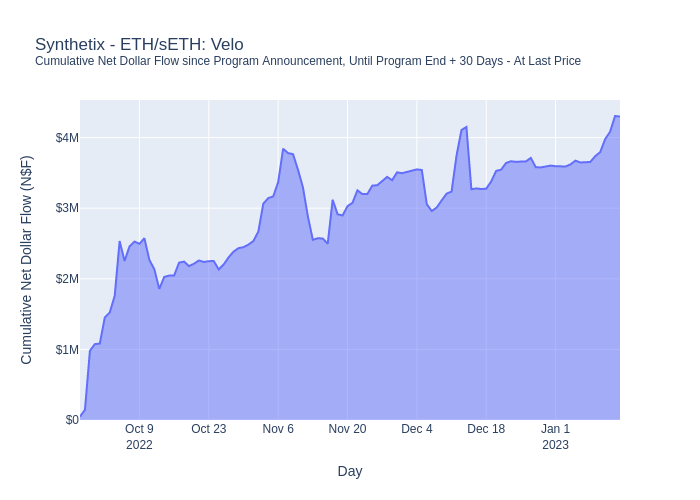 Synthetix - ETH/sETH: Velo
Cumulative Net Dollar Flow since Program Announcement, Until Program End + 30 Days - At Last Price
Cumulative Net Dollar Flow (N$F)
$4M
$3M
$2M
$1M
$0
Oct 9 Oct 23 Nov 6 Nov 20 Dec 4 Dec 18 Jan 1
2022 2023
Day